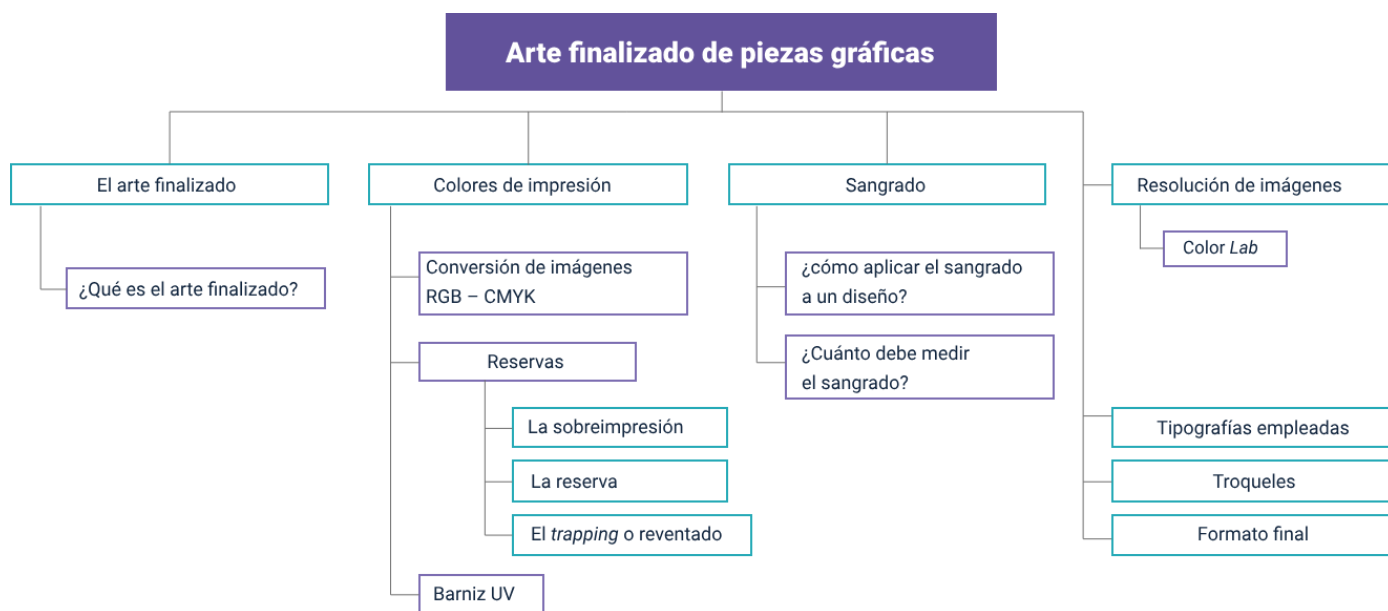 Arte finalizado de piezas gráficas
El arte finalizado
¿Qué es el arte finalizado?
Colores de impresión
Conversión de imágenes
RGB – CMYK
Reservas
La sobreimpresión
La reserva
El trapping o reventado
Barniz UV
Sangrado
¿cómo aplicar el sangrado
a un diseño?
¿Cuánto debe medir
el sangrado?
Resolución de imágenes
Color Lab
Tipografías empleadas
Troqueles
Formato final